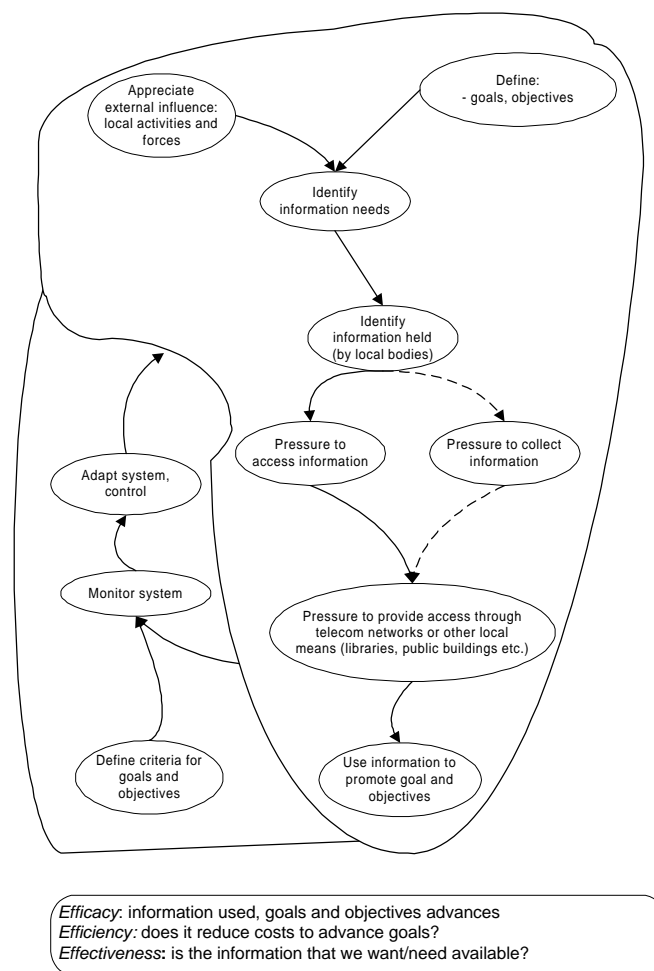 Appreciate
external influence:
local activities and
forces
Define:
- goals, objectives
Identify
information needs
Identify
information held
(by local bodies)
Pressure to
access information
Pressure to collect
information
Adapt system,
control
Monitor system
Pressure to provide access through
telecom networks or other local
means (libraries, public buildings etc.)
Define criteria for
goals and
objectives
Use information to
promote goal and
objectives
Efficacy: information used, goals and objectives advances
Efficiency: does it reduce costs to advance goals?
Effectiveness: is the information that we want/need available?